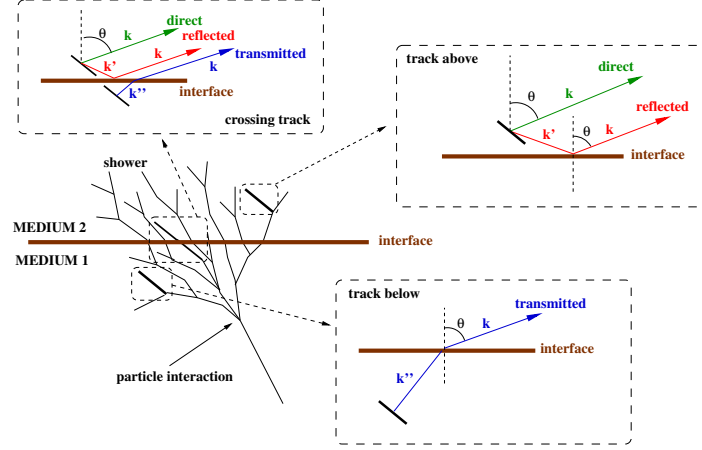 θ
direct
k
reflected
k'
k
transmitted
k''
interface
crossing track
track above
direct
θ
k
reflected
k'
θ
k
interface
shower
MEDIUM 2
interface
MEDIUM 1
particle interaction
track below
transmitted
θ
k
interface
k''